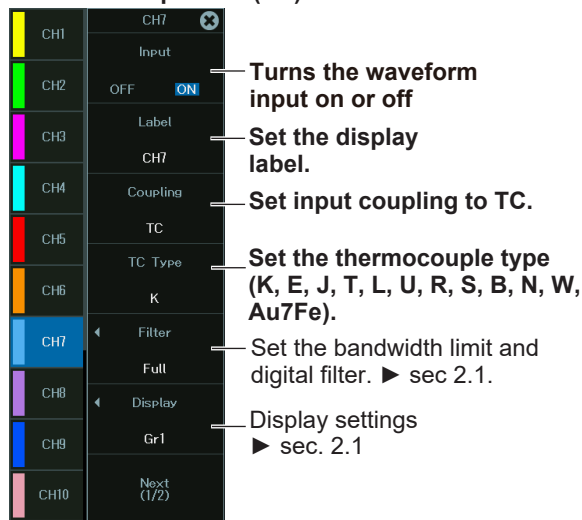 CH1
CH2
CH3
CH4
CH5
CH6
CH7
CH8
CH9
CH10
CH7
Input
OFF ON
Label
CH7
Coupling
TC
TC Type
K
Filter
Full
Display
Gr1
Next
(1/2)
Turns the waveform
input on or off
Set the display
label.
Set input coupling to TC.
Set the thermocouple type
(K, E, J, T, L, U, R, S, B, N, W,
Au7Fe).
Set the bandwidth limit and
digital filter. ► sec 2.1.
Display settings
► sec. 2.1